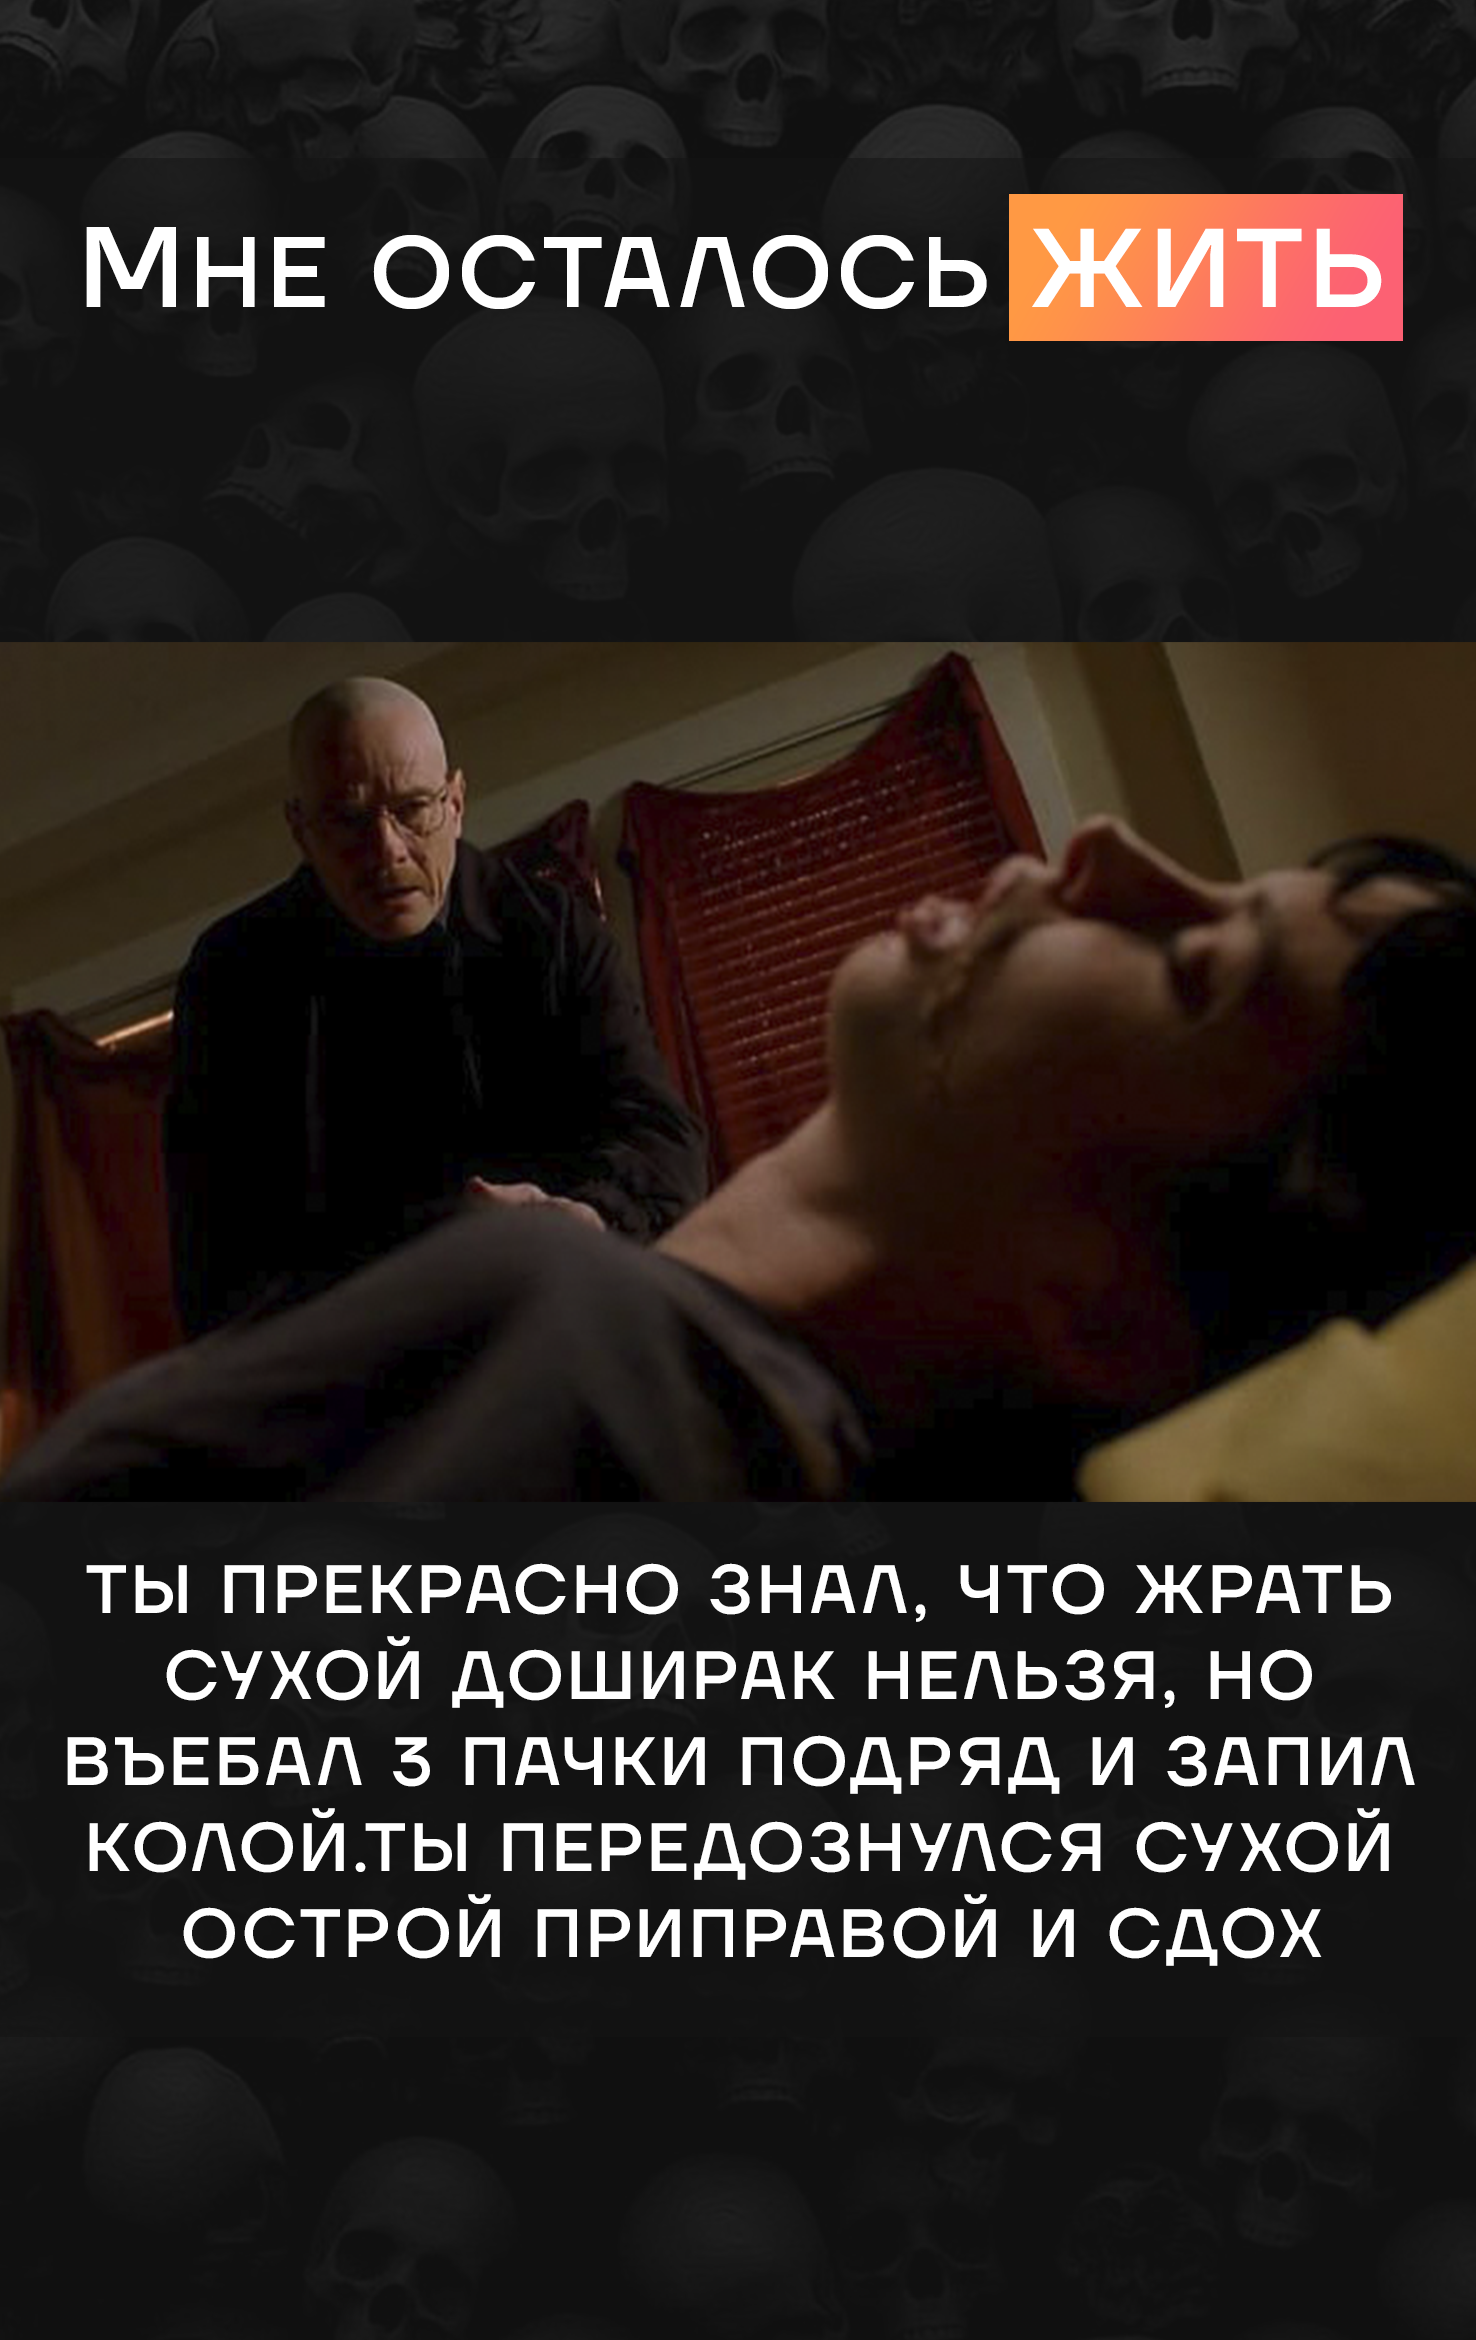 Мне осталось жить
ТЫ ПРЕКРАСНО ЗНАЛ, ЧТО ЖРАТЬ
СУХОЙ ДОШИРАК НЕЛЬЗЯ, НО
ВЪЕБАЛ 3 ПАЧКИ ПОДРЯД И ЗАПИЛ
КОЛОЙ.ТЫ ПЕРЕДОЗНУЛСЯ СУХОЙ
ОСТРОЙ ПРИПРАВОЙ И СДОХ